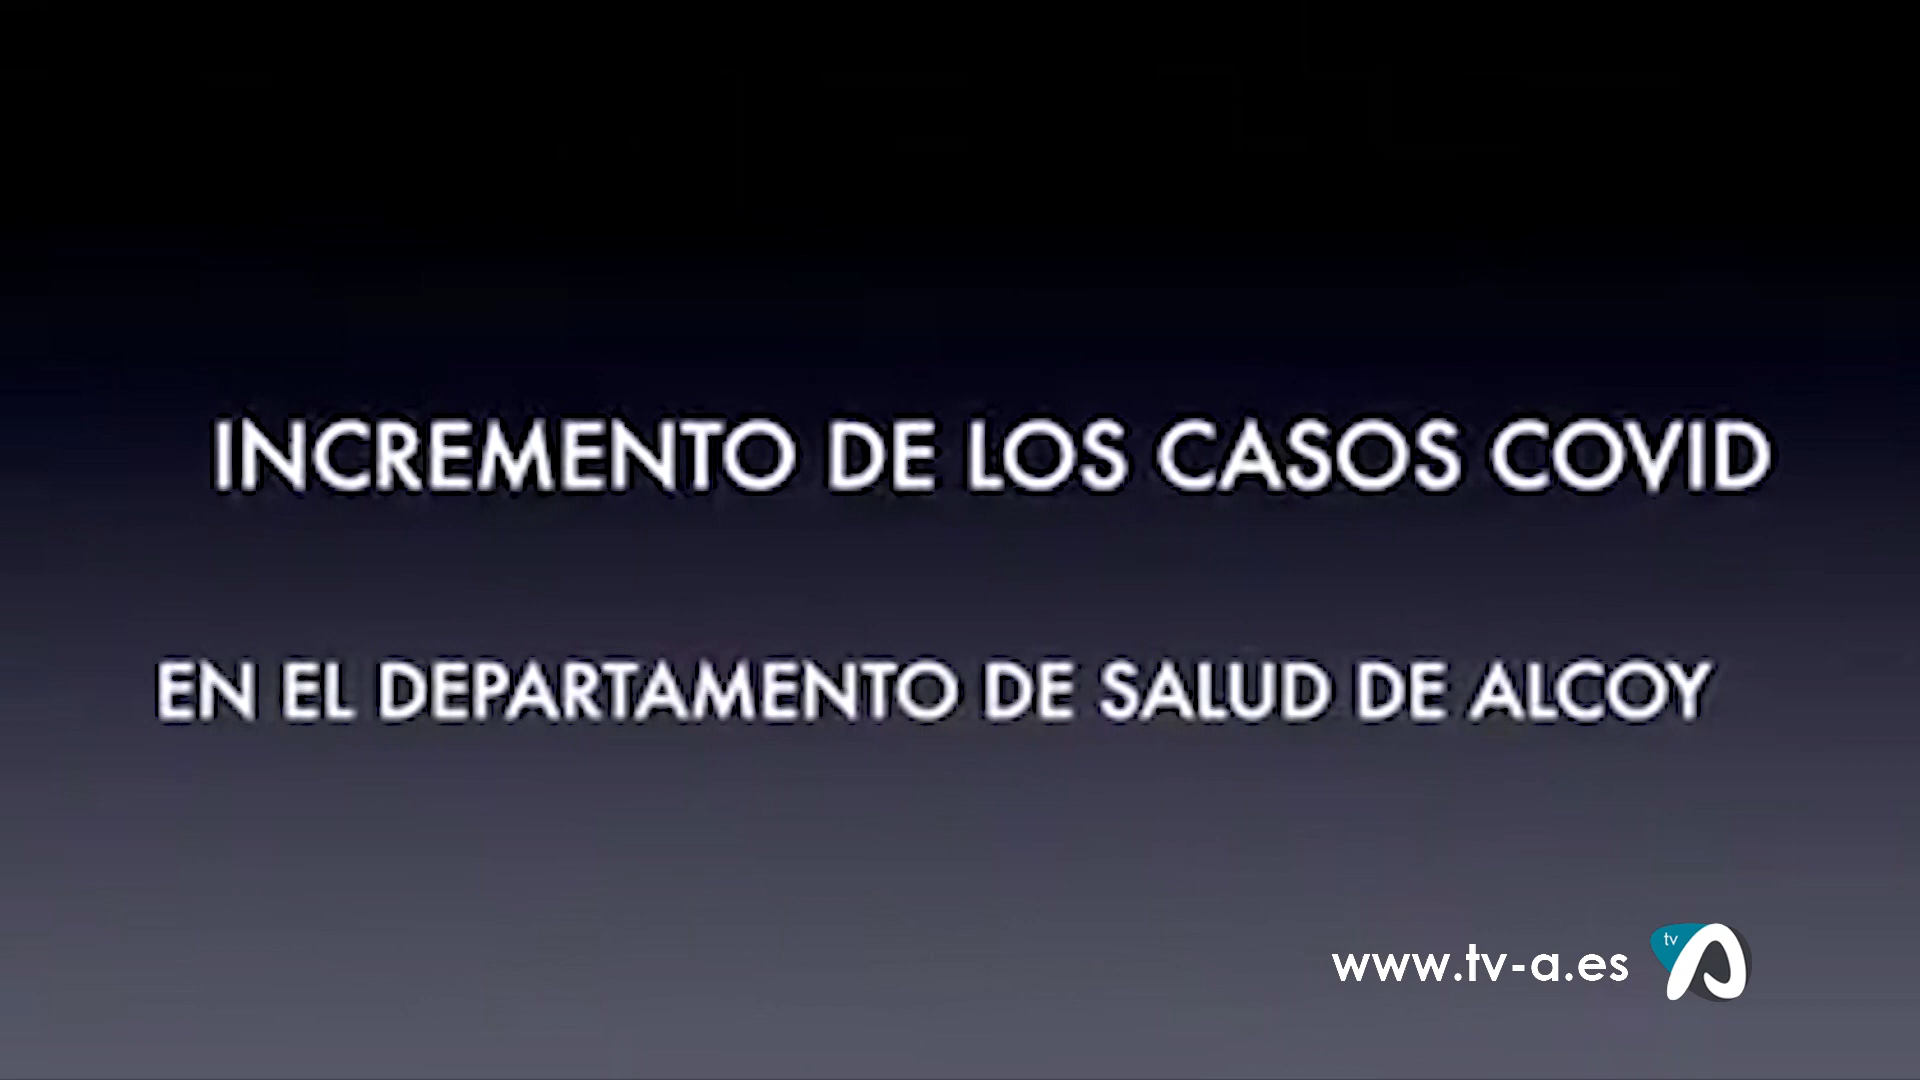 INCREMENTO DE LOS CASOS COVID
EN EL DEPARTAMENTO DE SALUD DE ALCOY
www.tv-a.es
tv